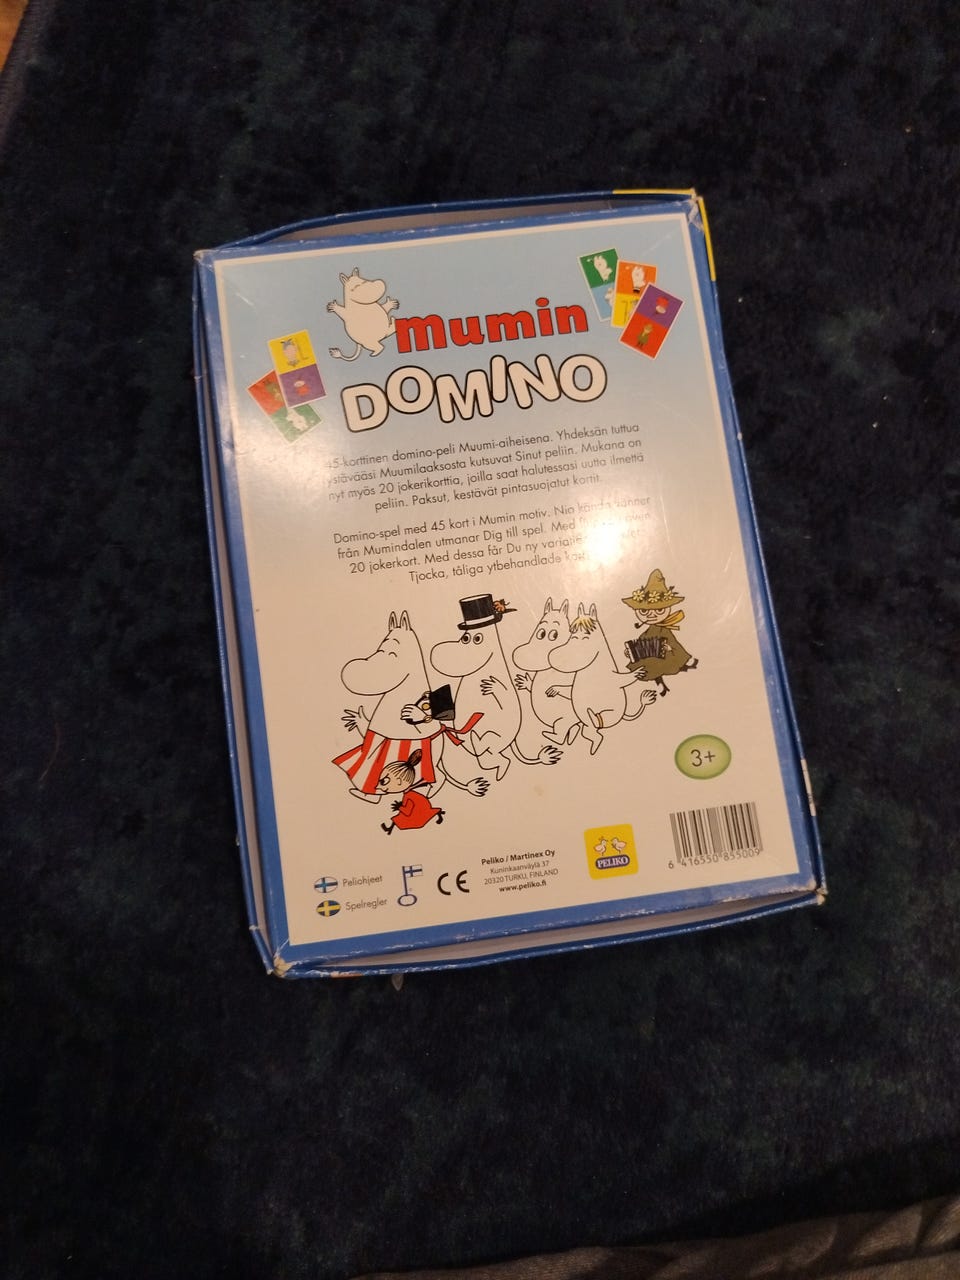 mumin
DOMINO
45-korttinen domino-peli Muumi-aiheisena. Yhdeksän tuttua
ystävääsi Muumilaaksosta kutsuvat Sinut peliin. Mukana on
nyt myös 20 jokerikorttia, joilla saat halutessasi uutta ilmettä
peliin. Paksut, kestävät pintasuojatut kortit.
Domino-spel med 45 kort i Mumin motiv. Nio kända vänner
från Mumindalen utmanar Dig till spel. Med
20 jokerkort. Med dessa får Du ny
Tjocka, tåliga ytbehandlade
3+
Peliohjeet
Spelregler
CE
Peliko / Martinex Oy
Kuninkaanväylä 37
20320 TURKU, FINLAND
www.peliko.fi
PELIKO
6 416550 855009